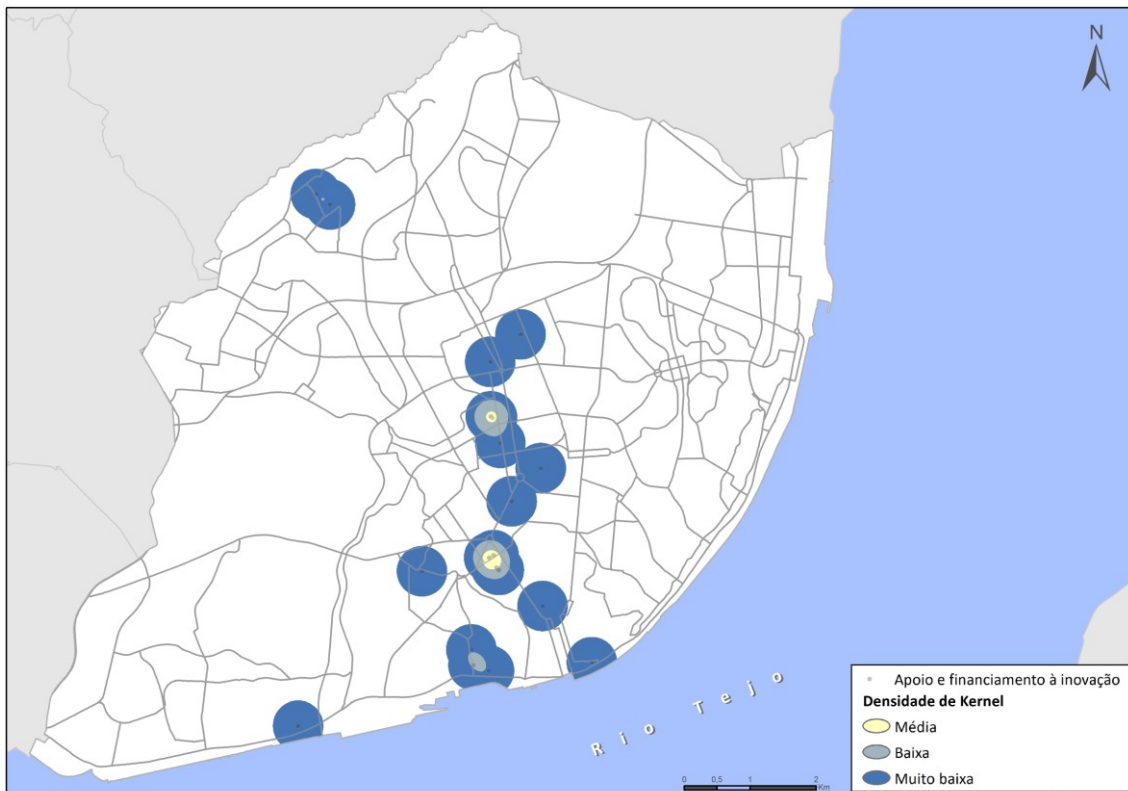 N
Rio Tejo
Apoio e financiamento à inovação
Densidade de Kernel
Média
Baixa
Muito baixa
0 0,5 1 2
Km